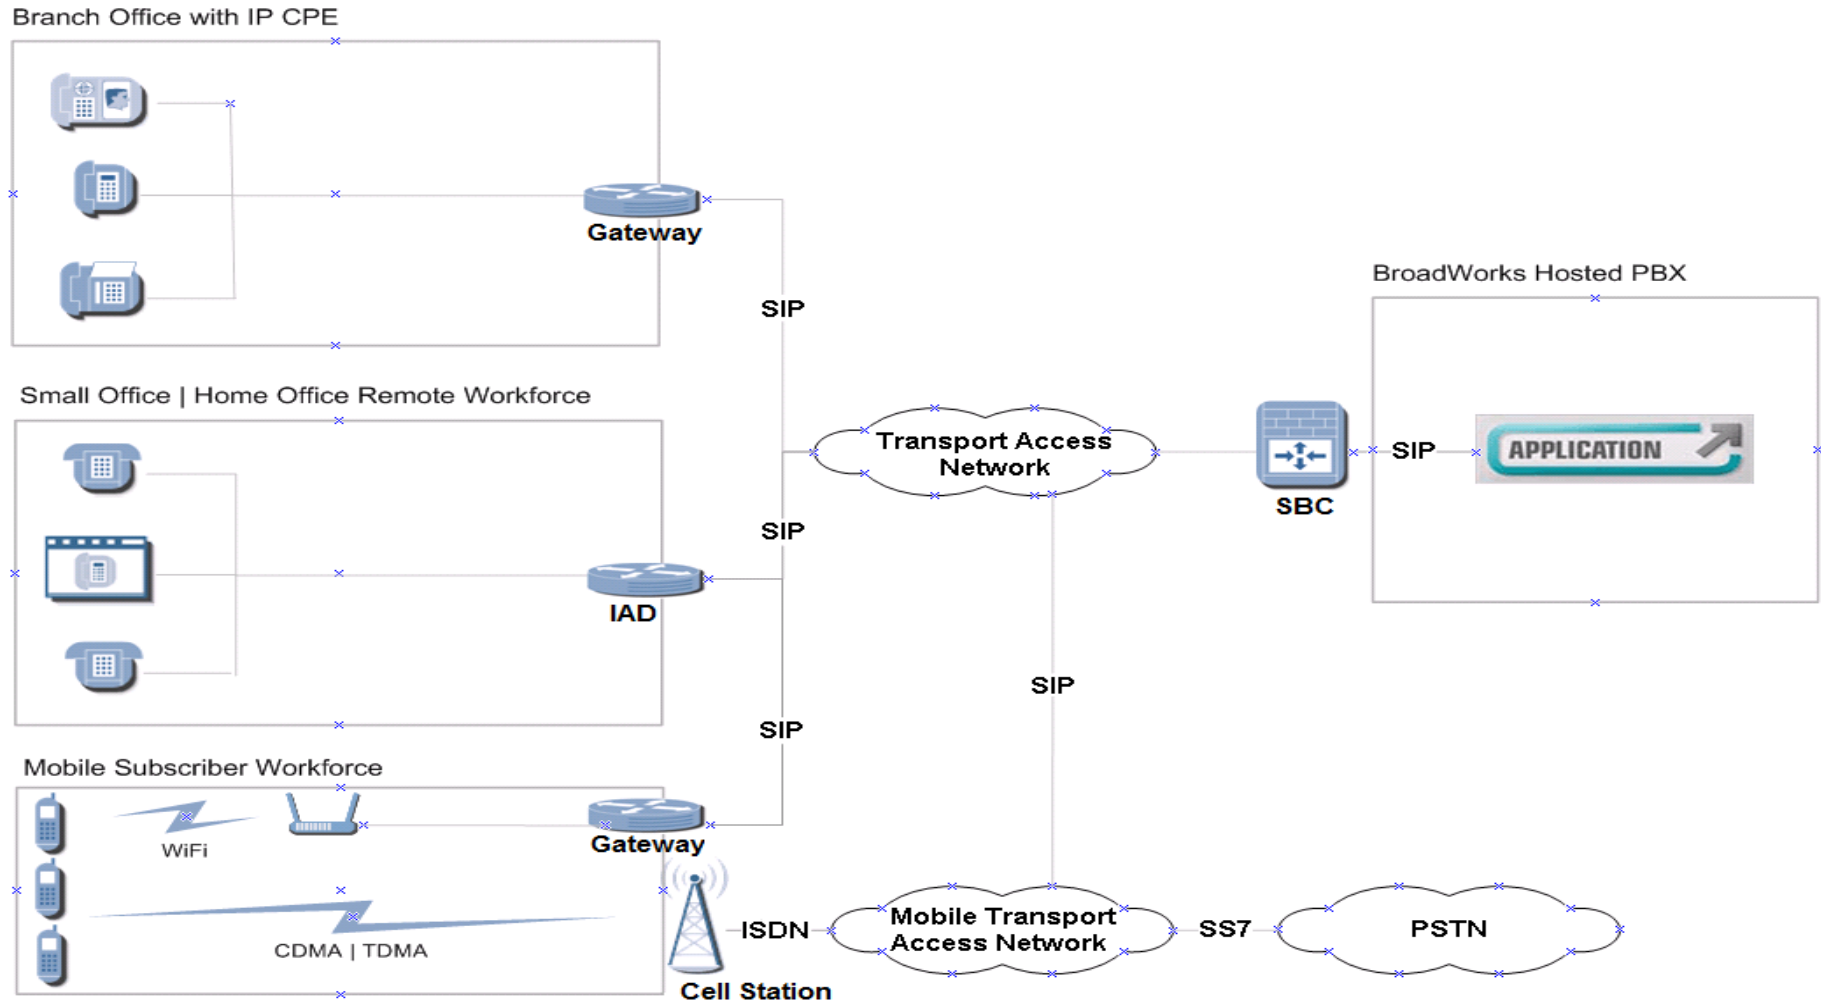 Branch Office with IP CPE
Gateway
SIP
BroadWorks Hosted PBX
Small Office | Home Office Remote Workforce
Transport Access
Network
SIP
APPLICATION
SBC
SIP
IAD
SIP
SIP
Mobile Subscriber Workforce
WiFi
Gateway
CDMA | TDMA
ISDN
Mobile Transport
Access Network
SS7
PSTN
Cell Station